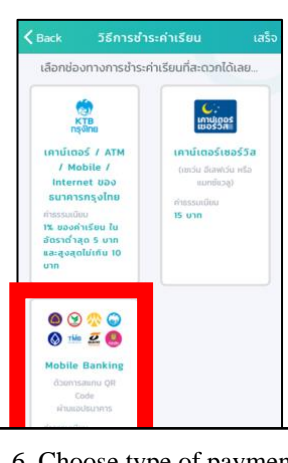 Back วิธีการชำระค่าเรียน เสร็จ
เลือกช่องทางการชำระค่าเรียนที่สะดวกได้เลย...
KTB
กรุงไทย
เคาน์เตอร์ / ATM
/ Mobile /
Internet ของ
ธนาคารกรุงไทย
ค่าธรรมเนียม
1% ของค่าเรียน ใน
อัตราต่ำสุด 5 บาท
และสูงสุดไม่เกิน 10
บาท
เคาน์เตอร์
เซอร์วิส
เคาน์เตอร์เซอร์วิส
(เซเว่น อีเลฟเว่น หรือ
แมกซ์แวลู)
ค่าธรรมเนียม
15 บาท
TMB
Mobile Banking
ด้วยการสแกน QR
Code
ผ่านแอปธนาคาร
6. Choose type of paymen